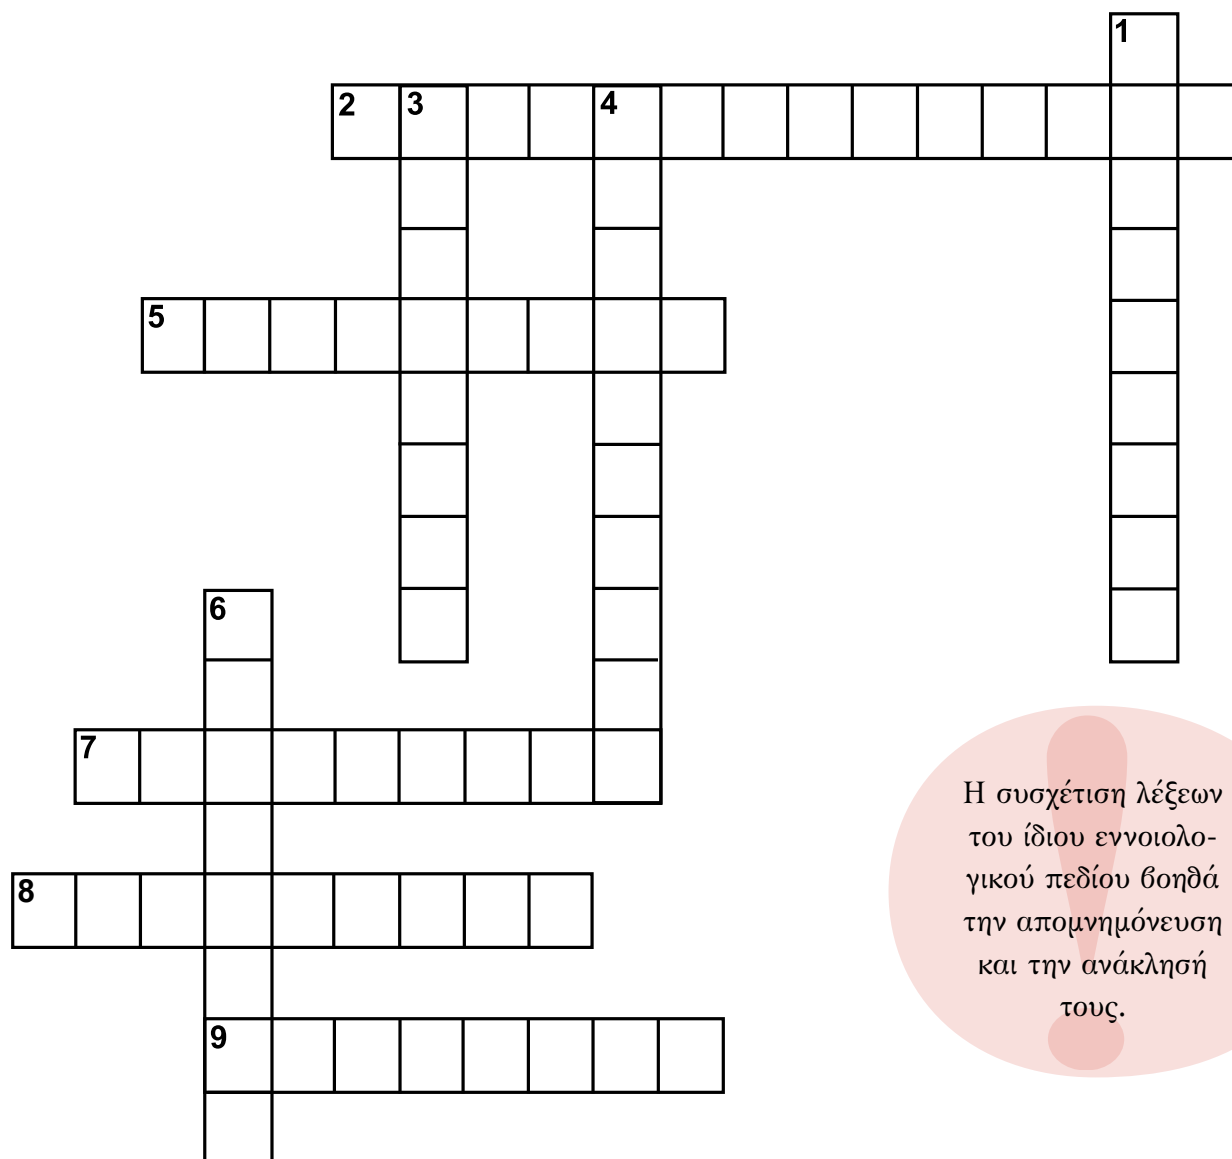 1
2 3 4
5
6
7
8
9
Η συσχέτιση λέξεων
του ίδιου εννοιολο-
γικού πεδίου βοηθά
την απομνημόνευση
και την ανάκλησή
τους.